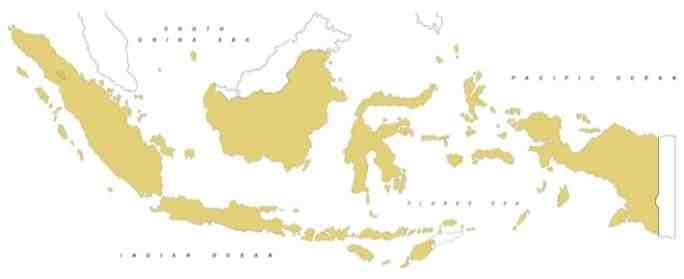 SOUTH
CHINA SEA
PACIFIC OCEAN
FLORES SEA
INDIAN OCEAN